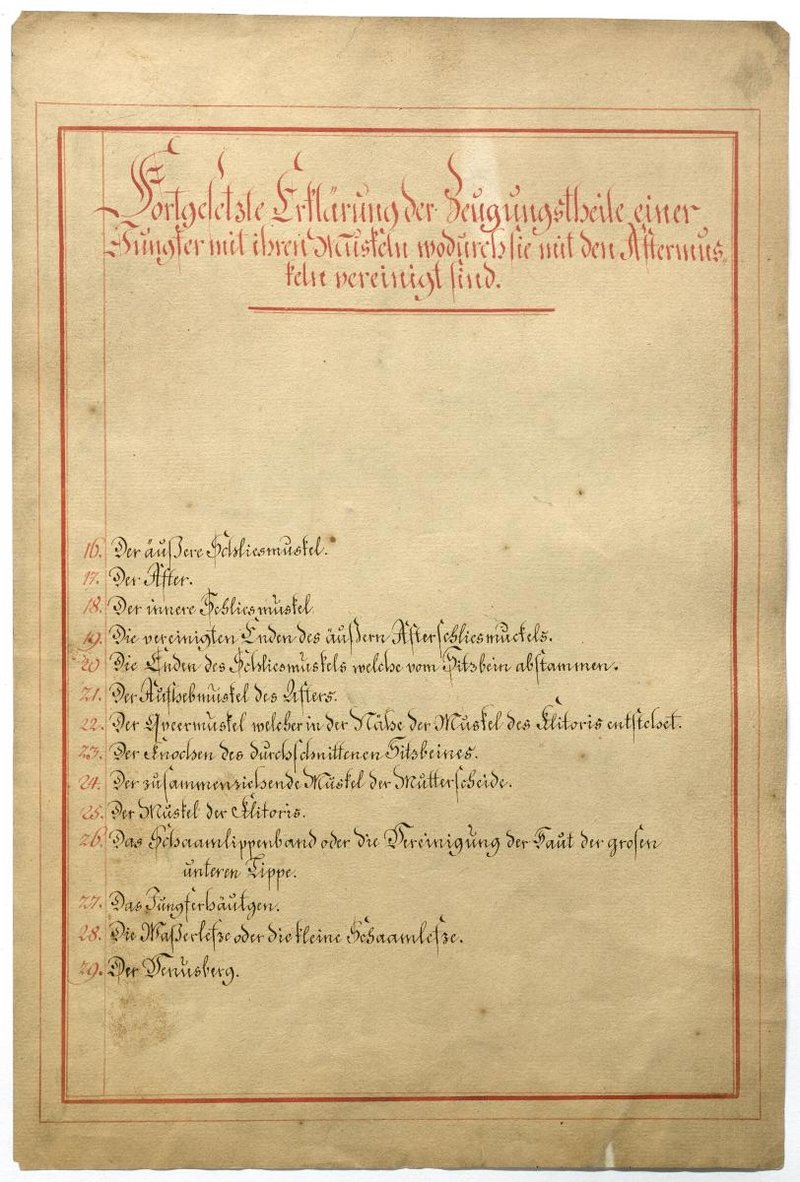 Fortgesetzte Erklärung der Zeugungstheile einer
Jungfer mit ihren Muskeln wodurch sie mit den Aftermus„
keln vereinigt sind.
16. Der äußere Schliesmuskel.
17. Der After.
18. Der innere Schliesmuskel
19. Die vereinigten Enden des äußern Afterschliesmuckels.
20 Die Enden des Schliesmuskels welche vom Sitzbein abstammen.
21. Der Aufhebmuskel des Afters.
22. Der Qveermuskel welcher in der Nähe der Muskel des Klitoris entstehet.
23. Der Knochen des durchschnittenen Sitzbeines.
24. Der zusammenziehende Muskel der Mutterscheide.
25. Der Muskel der Klitoris.
26. Das Schaamlippenband oder die Vereinigung der Haut der grosen
unteren Lippe.
27. Das Jungferhäutgen.
28. Die Waßerlefze oder die kleine Schaamlefze.
29. Der Venusberg.